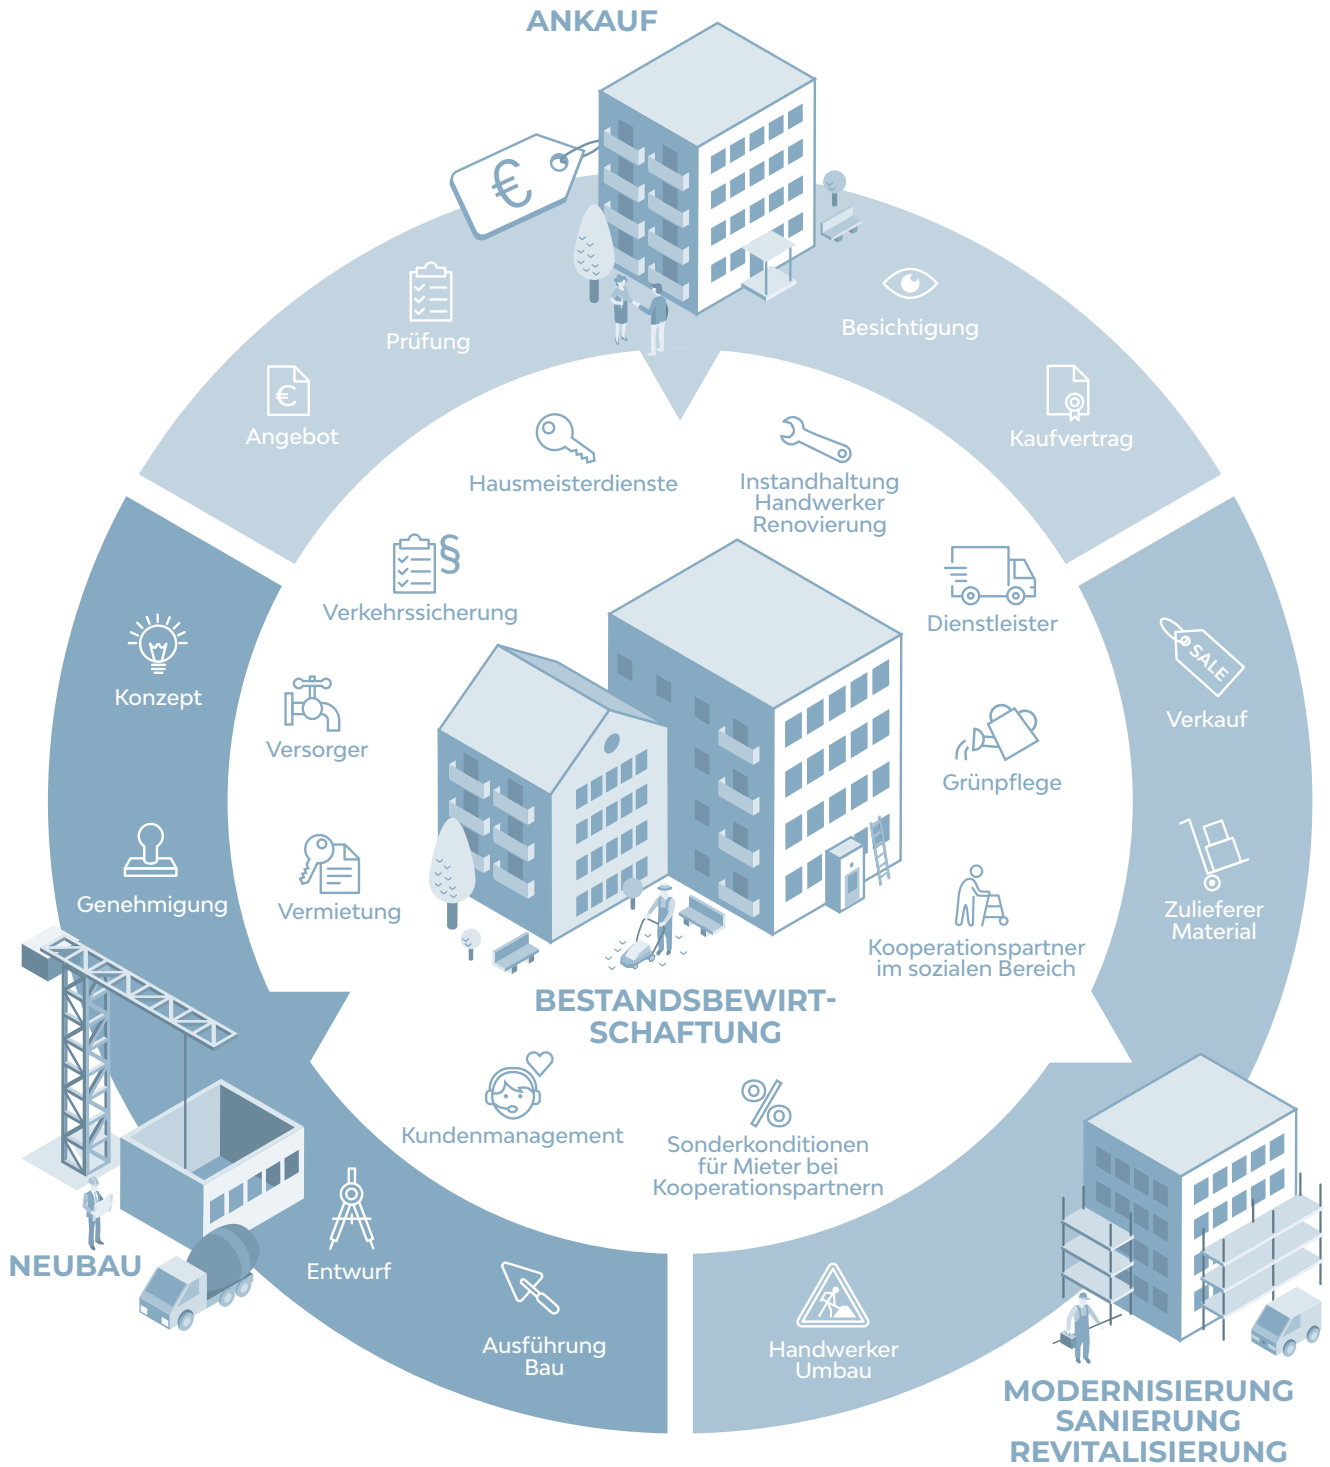 ANKAUF
€
Prüfung
Besichtigung
€
Angebot
Kaufvertrag
Hausmeisterdienste
Instandhaltung
Handwerker
Renovierung
§
Verkehrssicherung
Dienstleister
Konzept
SALE
Verkauf
Versorger
Grünpflege
Genehmigung
Vermietung
Zulieferer
Material
Kooperationspartner
im sozialen Bereich
BESTANDSBEWIRT-
SCHAFTUNG
Kundenmanagement
%
Sonderkonditionen
für Mieter bei
Kooperationspartnern
NEUBAU
Entwurf
Ausführung
Bau
Handwerker
Umbau
MODERNISIERUNG
SANIERUNG
REVITALISIERUNG